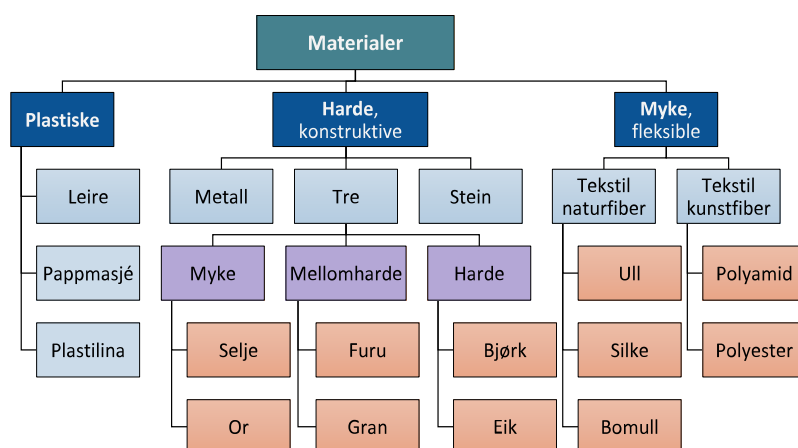 Materialer
Plastiske
Harde,
konstruktive
Myke,
fleksible
Leire
Metall
Tre
Stein
Tekstil
naturfiber
Tekstil
kunstfiber
Pappmasjé
Myke
Mellomharde
Harde
Ull
Polyamid
Plastilina
Selje
Furu
Bjørk
Silke
Polyester
Or
Gran
Eik
Bomull